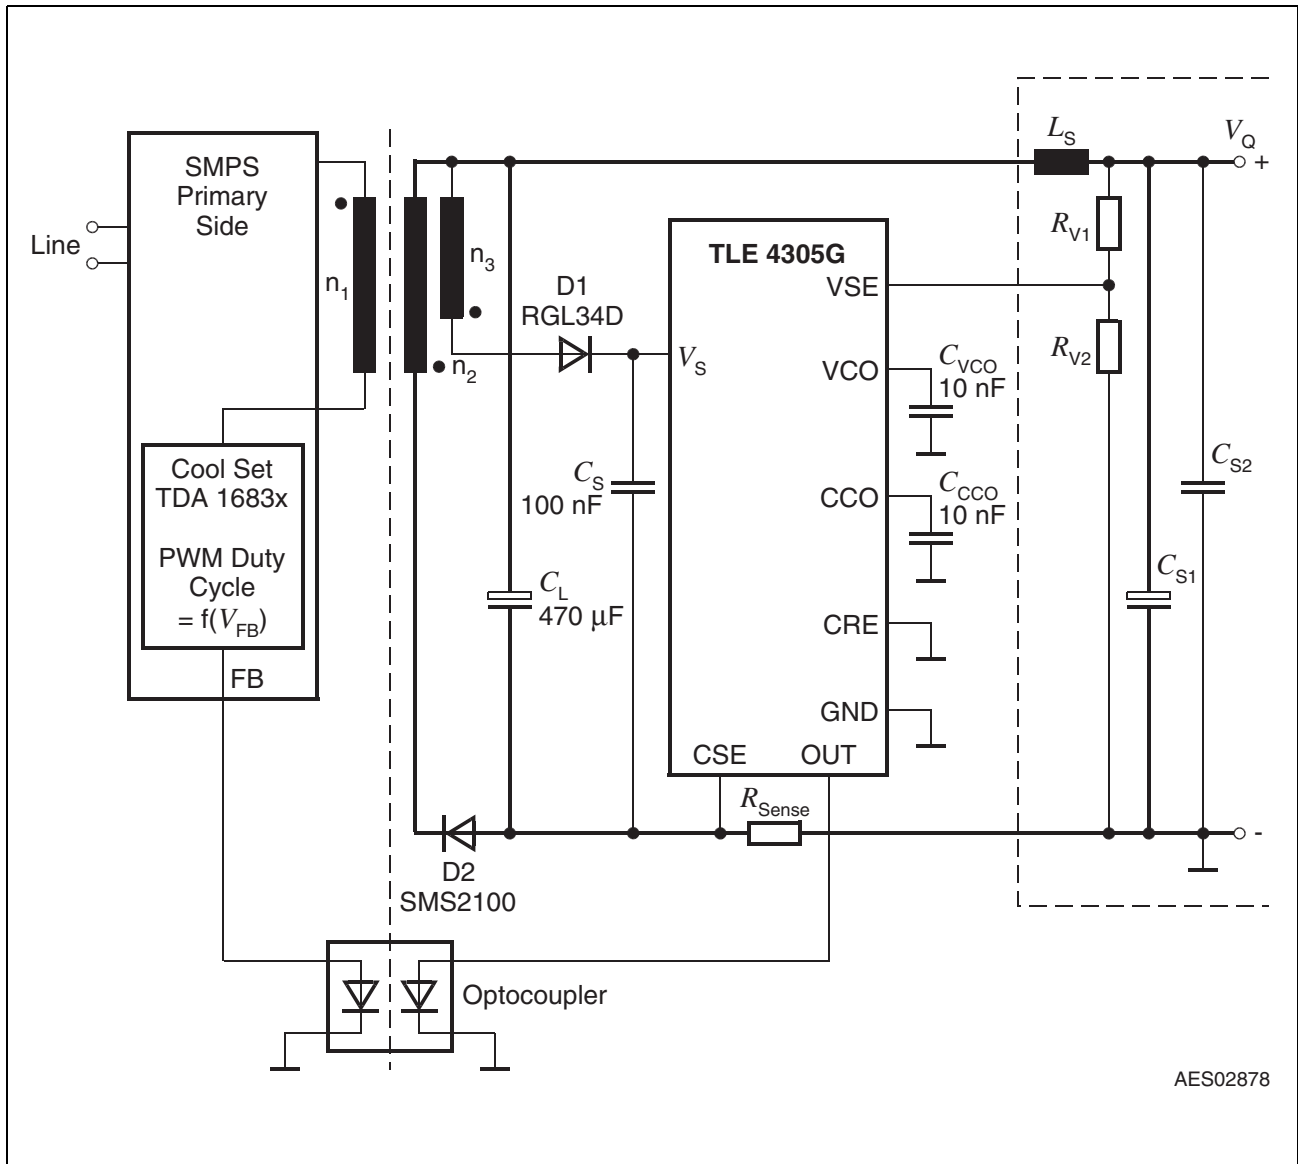 SMPS
Primary
Side
Line
n1
n2
n3
Cool Set
TDA 1683x
PWM Duty
Cycle
= f(VFB)
FB
D1
RGL34D
CS
100 nF
CL
470 µF
D2
SMS2100
TLE 4305G
VS
VSE
VCO
CCO
CRE
GND
CSE
OUT
CVCO
10 nF
CCCO
10 nF
RSense
LS
VQ
+
RV1
RV2
CS2
CS1
-
Optocoupler
AES02878